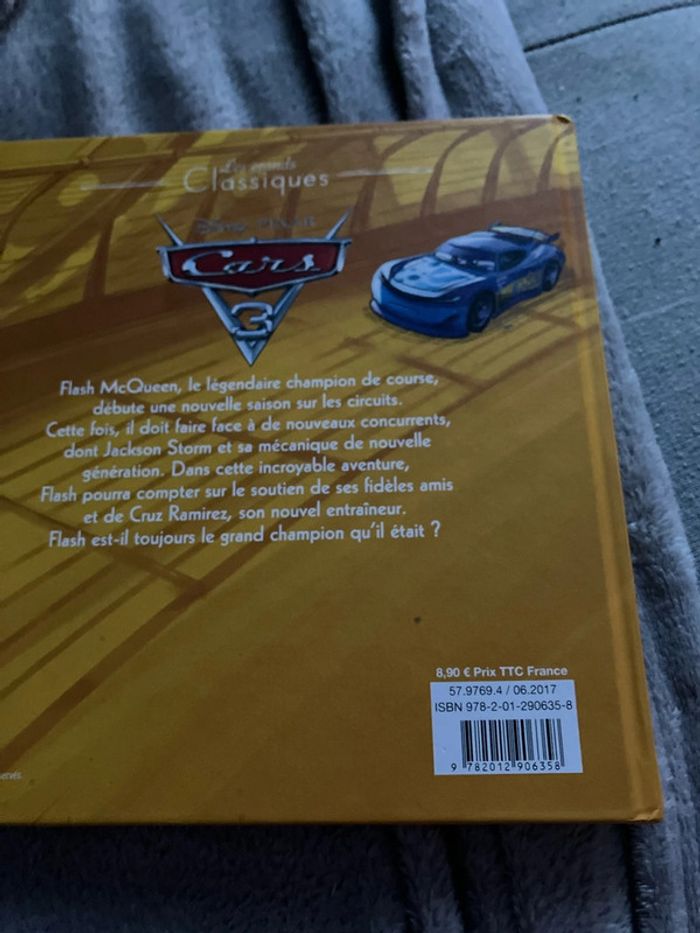 Les grands
Classiques
Disney PIXAR
Cars
3
Flash McQueen, le légendaire champion de course,
débute une nouvelle saison sur les circuits.
Cette fois, il doit faire face à de nouveaux concurrents,
dont Jackson Storm et sa mécanique de nouvelle
génération. Dans cette incroyable aventure,
Flash pourra compter sur le soutien de ses fidèles amis
et de Cruz Ramirez, son nouvel entraîneur.
Flash est-il toujours le grand champion qu'il était ?
8,90 € Prix TTC France
57.9769.4 / 06.2017
ISBN 978-2-01-290635-8
9 782012 906358